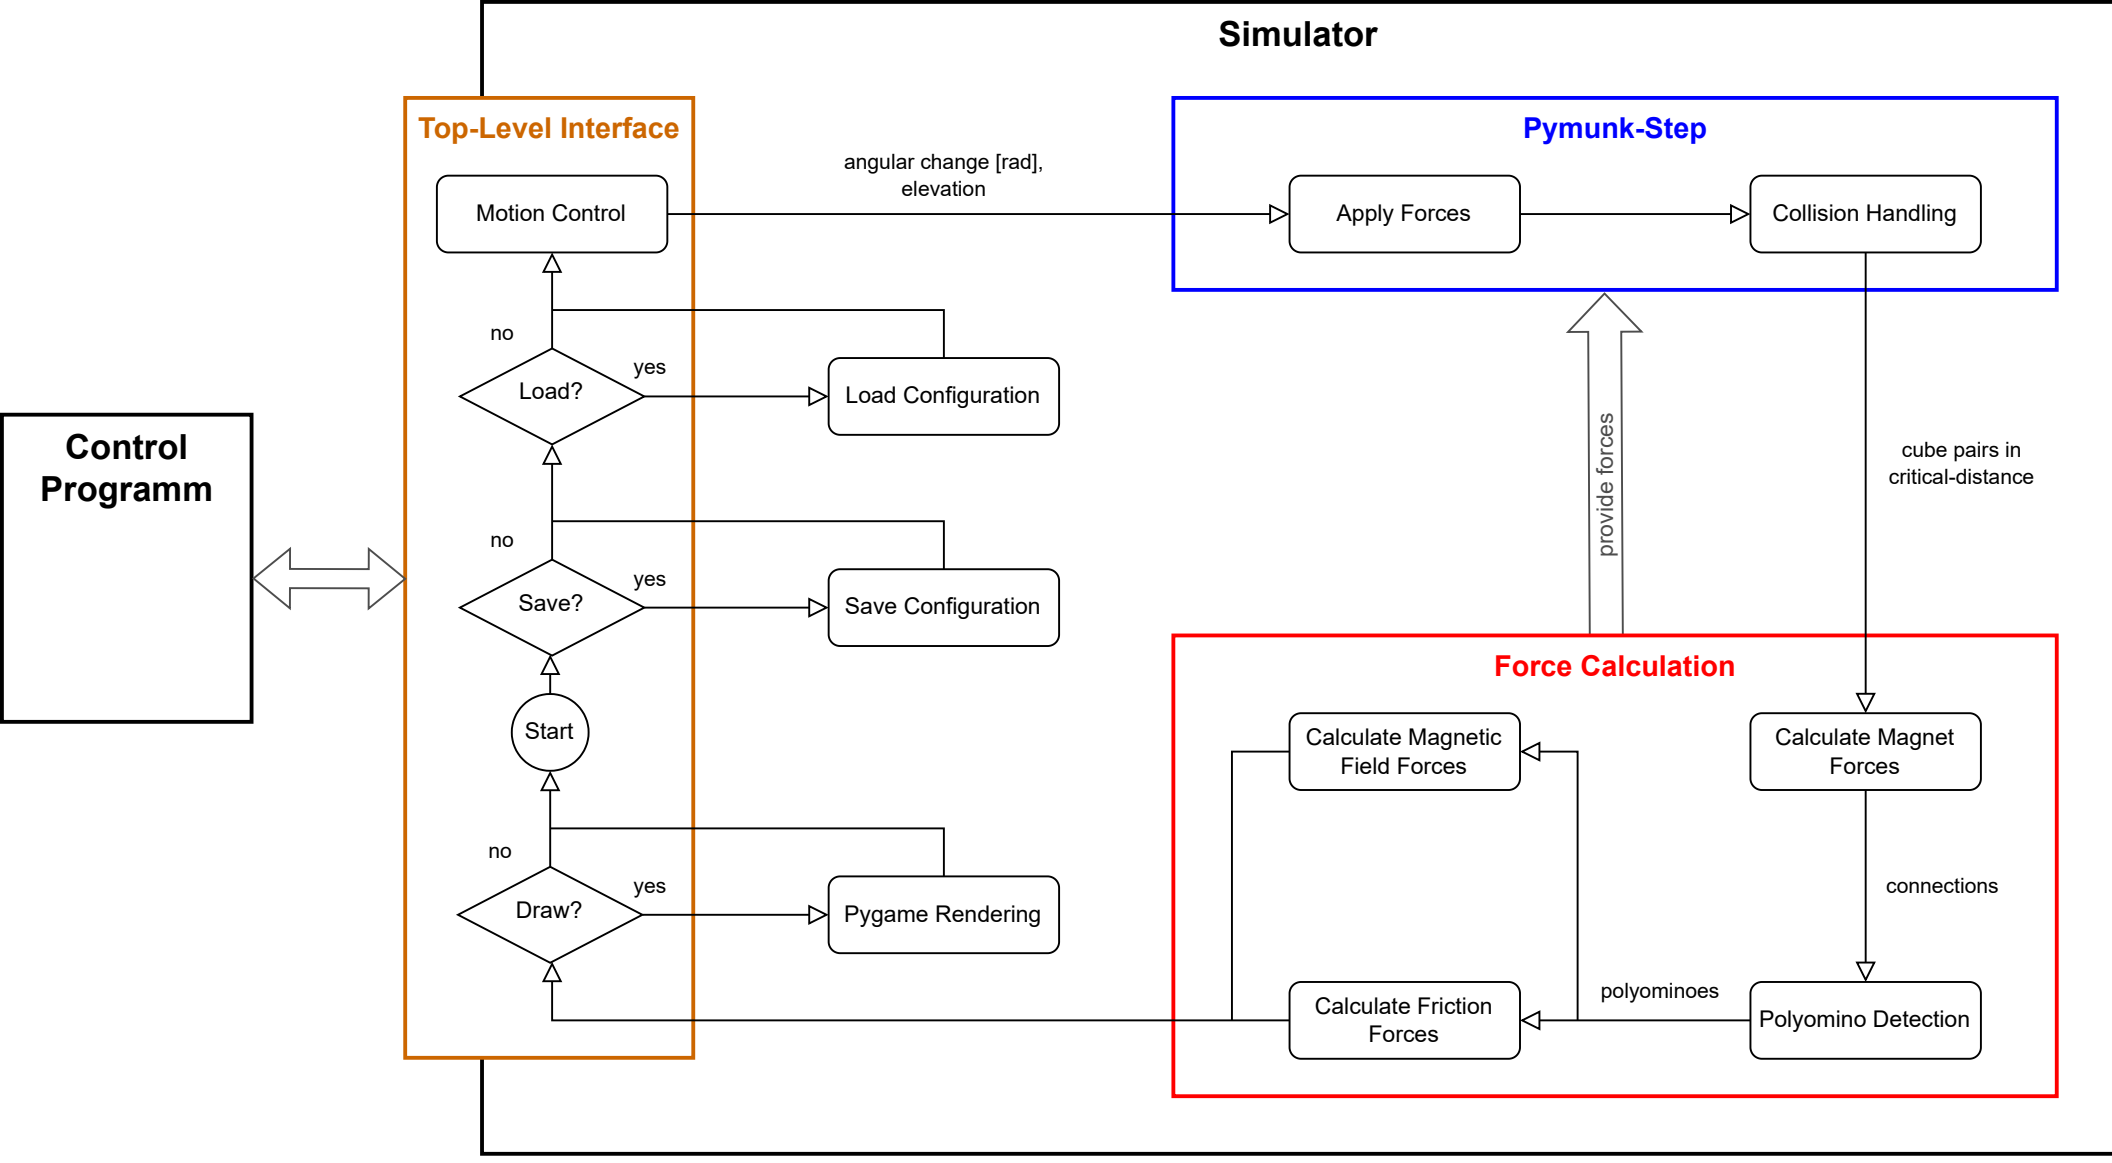 Simulator
Top-Level Interface
Pymunk-Step
angular change [rad],
elevation
Motion Control
Apply Forces
Collision Handling
no
yes
Load?
Load Configuration
Control
Programm
provide forces
cube pairs in
critical-distance
no
yes
Save?
Save Configuration
Force Calculation
Start
Calculate Magnetic
Field Forces
Calculate Magnet
Forces
no
yes
Draw?
Pygame Rendering
connections
polyominoes
Calculate Friction
Forces
Polyomino Detection